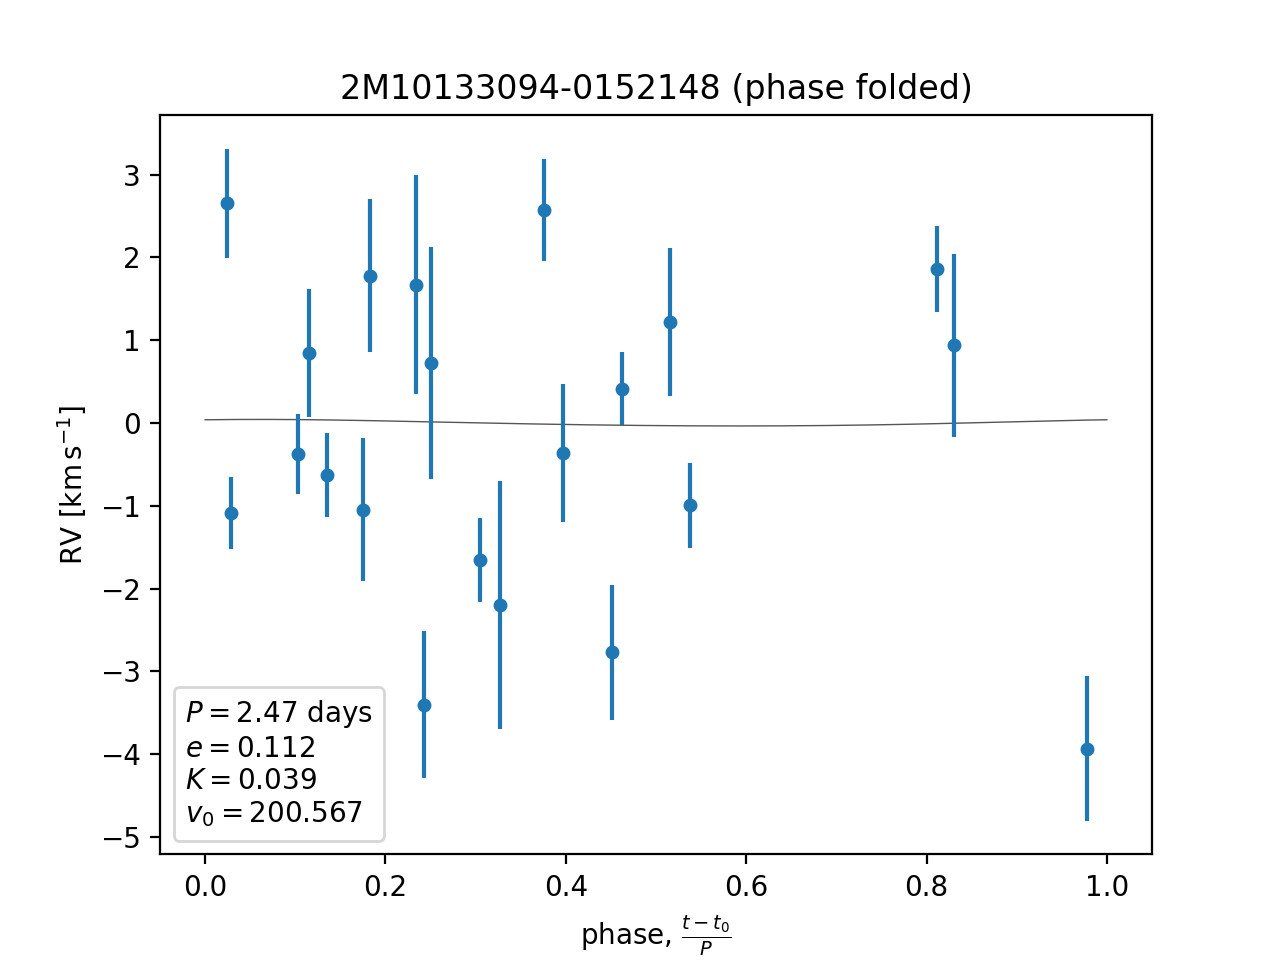 2M10133094-0152148 (phase folded)
RV [km s⁻¹]
3
2
1
0
−1
−2
−3
−4
−5
P = 2.47 days
e = 0.112
K = 0.039
v₀ = 200.567
0.0 0.2 0.4 0.6 0.8 1.0
phase, (t − t₀)/P